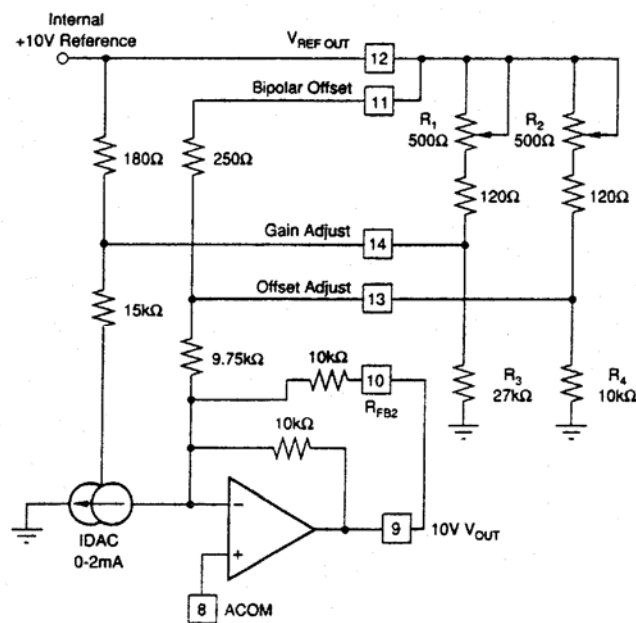 Internal
+10V Reference
V REF OUT
12
Bipolar Offset
11
R1
500Ω
R2
500Ω
180Ω
250Ω
120Ω
120Ω
Gain Adjust
14
Offset Adjust
13
15kΩ
9.75kΩ
10kΩ
10
RFB2
R3
27kΩ
R4
10kΩ
10kΩ
−
+
IDAC
0-2mA
9
10V VOUT
8
ACOM